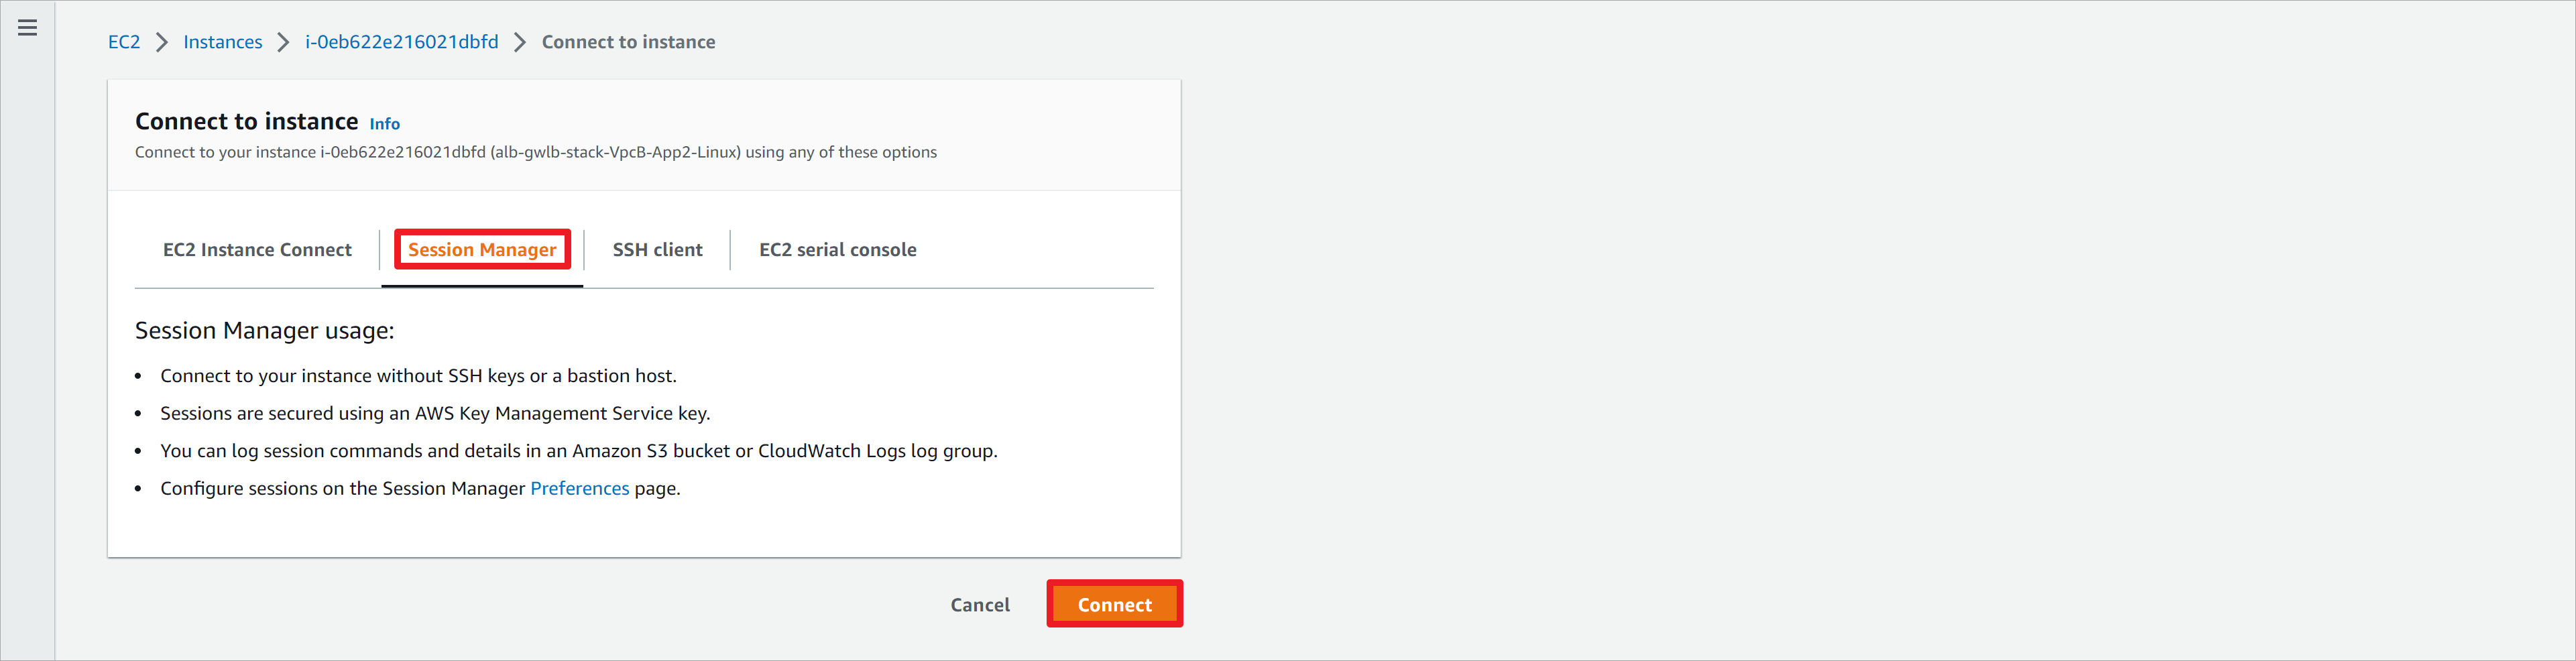 EC2 > Instances > i-0eb622e216021dbfd > Connect to instance
Connect to instance Info
Connect to your instance i-0eb622e216021dbfd (alb-gwlb-stack-VpcB-App2-Linux) using any of these options
EC2 Instance Connect Session Manager SSH client EC2 serial console
Session Manager usage:
• Connect to your instance without SSH keys or a bastion host.
• Sessions are secured using an AWS Key Management Service key.
• You can log session commands and details in an Amazon S3 bucket or CloudWatch Logs log group.
• Configure sessions on the Session Manager Preferences page.
Cancel Connect